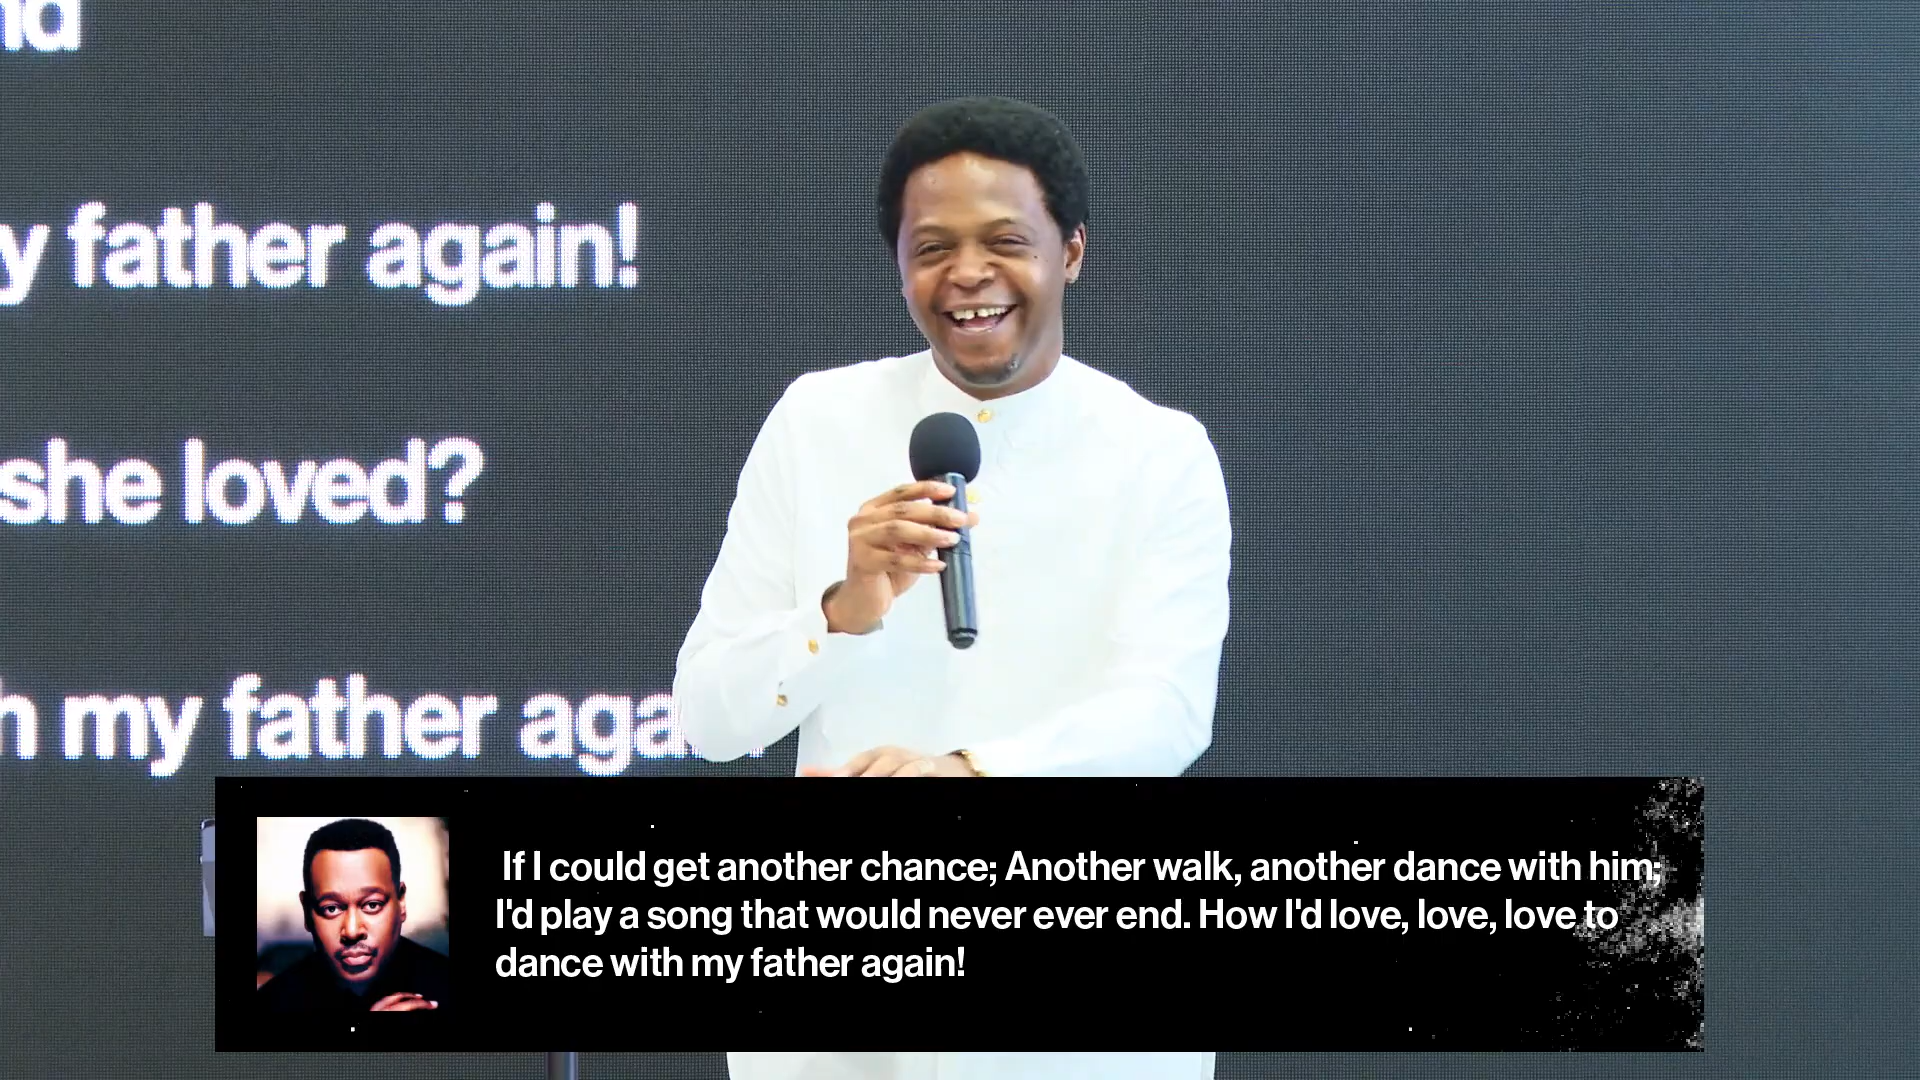 nd
y father again!
she loved?
h my father aga
If I could get another chance; Another walk, another dance with him;
I'd play a song that would never ever end. How I'd love, love, love to
dance with my father again!